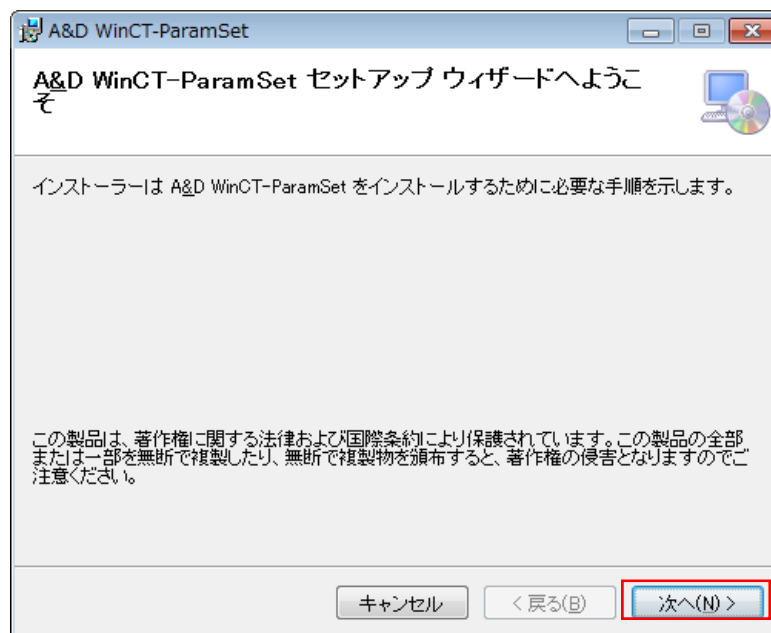 A&D WinCT-ParamSet
A&D WinCT-ParamSet セットアップ ウィザードへようこ
そ
インストーラーは A&D WinCT-ParamSet をインストールするために必要な手順を示します。
この製品は、著作権に関する法律および国際条約により保護されています。この製品の全部
または一部を無断で複製したり、無断で複製物を頒布すると、著作権の侵害となりますのでご
注意ください。
キャンセル
< 戻る(B)
次へ(N) >